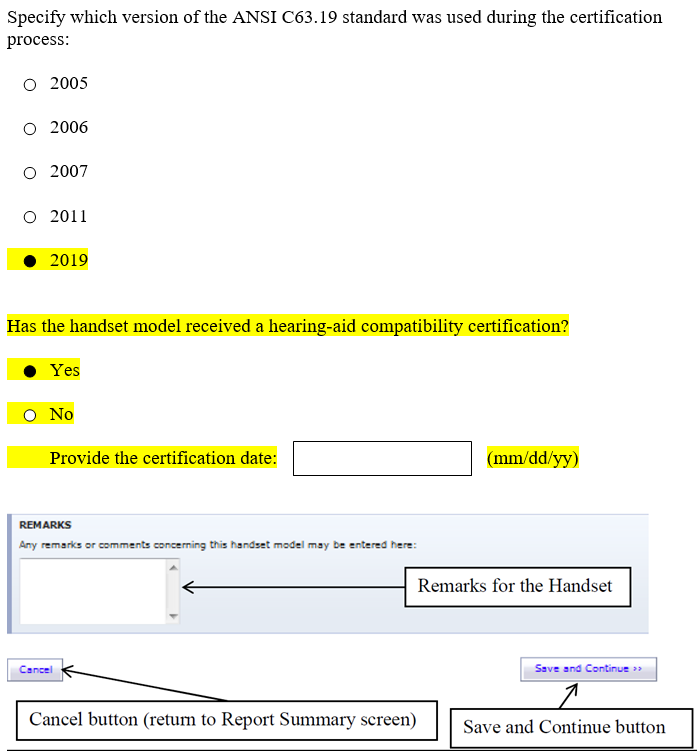 Specify which version of the ANSI C63.19 standard was used during the certification
process:
2005
2006
2007
2011
2019
Has the handset model received a hearing-aid compatibility certification?
Yes
No
Provide the certification date: (mm/dd/yy)
REMARKS
Any remarks or comments concerning this handset model may be entered here:
Remarks for the Handset
Cancel
Save and Continue >>
Cancel button (return to Report Summary screen)
Save and Continue button